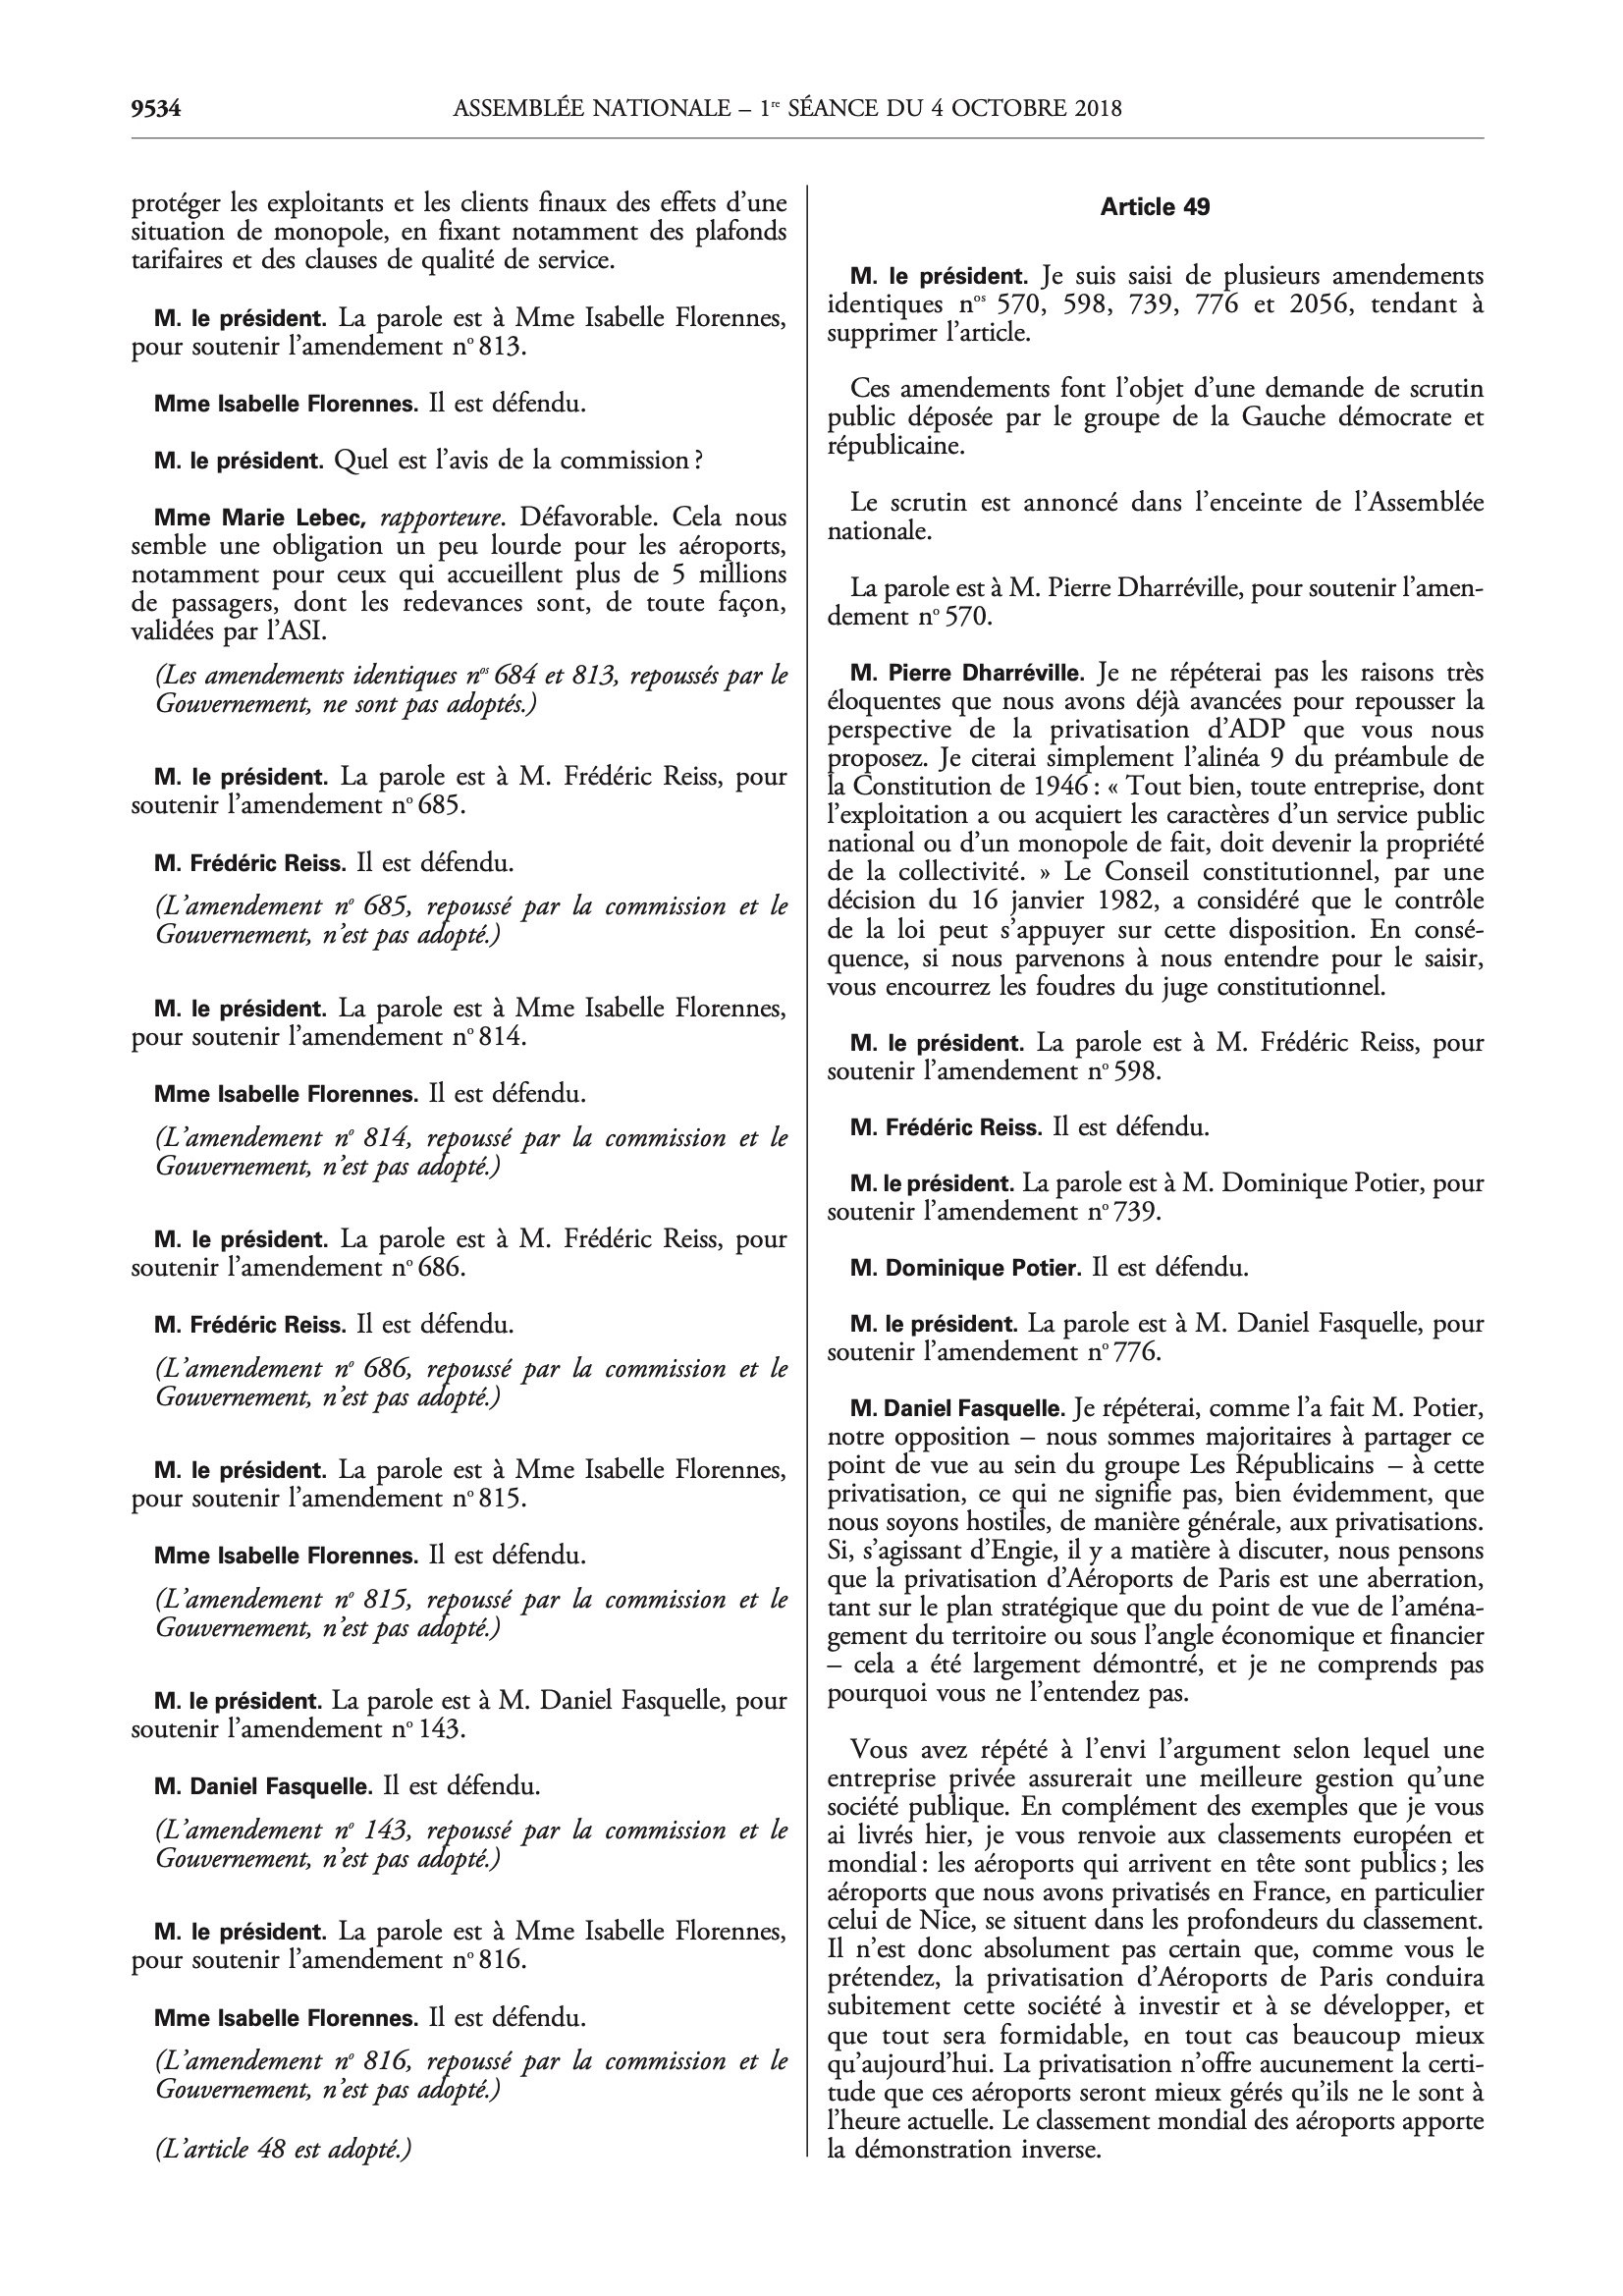 9534
ASSEMBLÉE NATIONALE – 1re SÉANCE DU 4 OCTOBRE 2018
protéger les exploitants et les clients finaux des effets d’une
situation de monopole, en fixant notamment des plafonds
tarifaires et des clauses de qualité de service.
M. le président. La parole est à Mme Isabelle Florennes,
pour soutenir l’amendement no 813.
Mme Isabelle Florennes. Il est défendu.
M. le président. Quel est l’avis de la commission ?
Mme Marie Lebec, rapporteure. Défavorable. Cela nous
semble une obligation un peu lourde pour les aéroports,
notamment pour ceux qui accueillent plus de 5 millions
de passagers, dont les redevances sont, de toute façon,
validées par l’ASI.
(Les amendements identiques nos 684 et 813, repoussés par le
Gouvernement, ne sont pas adoptés.)
M. le président. La parole est à M. Frédéric Reiss, pour
soutenir l’amendement no 685.
M. Frédéric Reiss. Il est défendu.
(L’amendement no 685, repoussé par la commission et le
Gouvernement, n’est pas adopté.)
M. le président. La parole est à Mme Isabelle Florennes,
pour soutenir l’amendement no 814.
Mme Isabelle Florennes. Il est défendu.
(L’amendement no 814, repoussé par la commission et le
Gouvernement, n’est pas adopté.)
M. le président. La parole est à M. Frédéric Reiss, pour
soutenir l’amendement no 686.
M. Frédéric Reiss. Il est défendu.
(L’amendement no 686, repoussé par la commission et le
Gouvernement, n’est pas adopté.)
M. le président. La parole est à Mme Isabelle Florennes,
pour soutenir l’amendement no 815.
Mme Isabelle Florennes. Il est défendu.
(L’amendement no 815, repoussé par la commission et le
Gouvernement, n’est pas adopté.)
M. le président. La parole est à M. Daniel Fasquelle, pour
soutenir l’amendement no 143.
M. Daniel Fasquelle. Il est défendu.
(L’amendement no 143, repoussé par la commission et le
Gouvernement, n’est pas adopté.)
M. le président. La parole est à Mme Isabelle Florennes,
pour soutenir l’amendement no 816.
Mme Isabelle Florennes. Il est défendu.
(L’amendement no 816, repoussé par la commission et le
Gouvernement, n’est pas adopté.)
(L’article 48 est adopté.)
Article 49
M. le président. Je suis saisi de plusieurs amendements
identiques nos 570, 598, 739, 776 et 2056, tendant à
supprimer l’article.
Ces amendements font l’objet d’une demande de scrutin
public déposée par le groupe de la Gauche démocrate et
républicaine.
Le scrutin est annoncé dans l’enceinte de l’Assemblée
nationale.
La parole est à M. Pierre Dharréville, pour soutenir l’amen-
dement no 570.
M. Pierre Dharréville. Je ne répéterai pas les raisons très
éloquentes que nous avons déjà avancées pour repousser la
perspective de la privatisation d’ADP que vous nous
proposez. Je citerai simplement l’alinéa 9 du préambule de
la Constitution de 1946 : « Tout bien, toute entreprise, dont
l’exploitation a ou acquiert les caractères d’un service public
national ou d’un monopole de fait, doit devenir la propriété
de la collectivité. » Le Conseil constitutionnel, par une
décision du 16 janvier 1982, a considéré que le contrôle
de la loi peut s’appuyer sur cette disposition. En consé-
quence, si nous parvenons à nous entendre pour le saisir,
vous encourrez les foudres du juge constitutionnel.
M. le président. La parole est à M. Frédéric Reiss, pour
soutenir l’amendement no 598.
M. Frédéric Reiss. Il est défendu.
M. le président. La parole est à M. Dominique Potier, pour
soutenir l’amendement no 739.
M. Dominique Potier. Il est défendu.
M. le président. La parole est à M. Daniel Fasquelle, pour
soutenir l’amendement no 776.
M. Daniel Fasquelle. Je répéterai, comme l’a fait M. Potier,
notre opposition – nous sommes majoritaires à partager ce
point de vue au sein du groupe Les Républicains – à cette
privatisation, ce qui ne signifie pas, bien évidemment, que
nous soyons hostiles, de manière générale, aux privatisations.
Si, s’agissant d’Engie, il y a matière à discuter, nous pensons
que la privatisation d’Aéroports de Paris est une aberration,
tant sur le plan stratégique que du point de vue de l’aména-
gement du territoire ou sous l’angle économique et financier
– cela a été largement démontré, et je ne comprends pas
pourquoi vous ne l’entendez pas.
Vous avez répété à l’envi l’argument selon lequel une
entreprise privée assurerait une meilleure gestion qu’une
société publique. En complément des exemples que je vous
ai livrés hier, je vous renvoie aux classements européen et
mondial : les aéroports qui arrivent en tête sont publics ; les
aéroports que nous avons privatisés en France, en particulier
celui de Nice, se situent dans les profondeurs du classement.
Il n’est donc absolument pas certain que, comme vous le
prétendez, la privatisation d’Aéroports de Paris conduira
subitement cette société à investir et à se développer, et
que tout sera formidable, en tout cas beaucoup mieux
qu’aujourd’hui. La privatisation n’offre aucunement la certi-
tude que ces aéroports seront mieux gérés qu’ils ne le sont à
l’heure actuelle. Le classement mondial des aéroports apporte
la démonstration inverse.